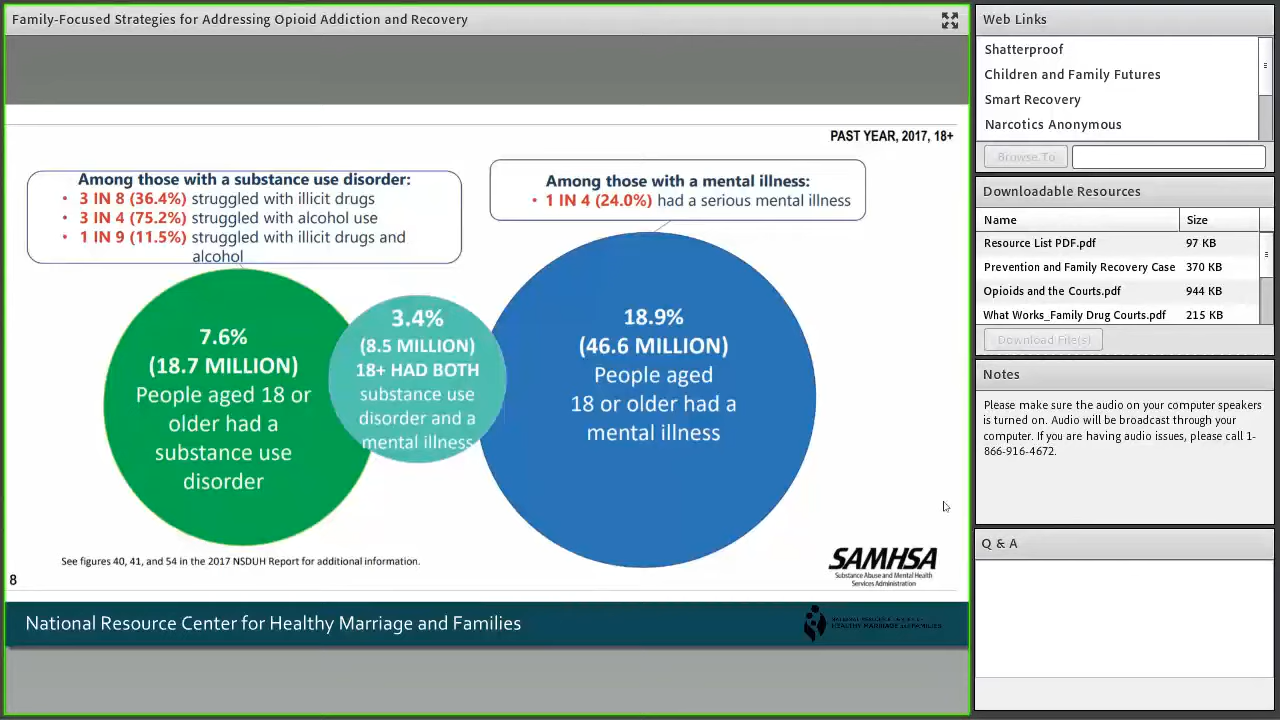 Family-Focused Strategies for Addressing Opioid Addiction and Recovery
PAST YEAR, 2017, 18+
Among those with a substance use disorder:
• 3 IN 8 (36.4%) struggled with illicit drugs
• 3 IN 4 (75.2%) struggled with alcohol use
• 1 IN 9 (11.5%) struggled with illicit drugs and
alcohol
Among those with a mental illness:
• 1 IN 4 (24.0%) had a serious mental illness
7.6%
(18.7 MILLION)
People aged 18 or
older had a
substance use
disorder
3.4%
(8.5 MILLION)
18+ HAD BOTH
substance use
disorder and a
mental illness
18.9%
(46.6 MILLION)
People aged
18 or older had a
mental illness
See figures 40, 41, and 54 in the 2017 NSDUH Report for additional information.
SAMHSA
Substance Abuse and Mental Health
Services Administration
8
National Resource Center for Healthy Marriage and Families
HEALTHY MARRIAGE AND FAMILIES
Web Links
Shatterproof
Children and Family Futures
Smart Recovery
Narcotics Anonymous
Browse To
Downloadable Resources
Name Size
Resource List PDF.pdf 97 KB
Prevention and Family Recovery Case 370 KB
Opioids and the Courts.pdf 944 KB
What Works_Family Drug Courts.pdf 215 KB
Download File(s)
Notes
Please make sure the audio on your computer speakers
is turned on. Audio will be broadcast through your
computer. If you are having audio issues, please call 1-
866-916-4672.
Q & A